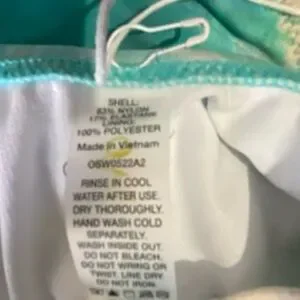 SHELL:
83% NYLON
17% ELASTANE
LINING:
100% POLYESTER
Made in Vietnam
OSW0522A2
RINSE IN COOL
WATER AFTER USE.
DRY THOROUGHLY.
HAND WASH COLD
SEPARATELY.
WASH INSIDE OUT.
DO NOT BLEACH.
DO NOT WRING OR
TWIST. LINE DRY.
DO NOT IRON.